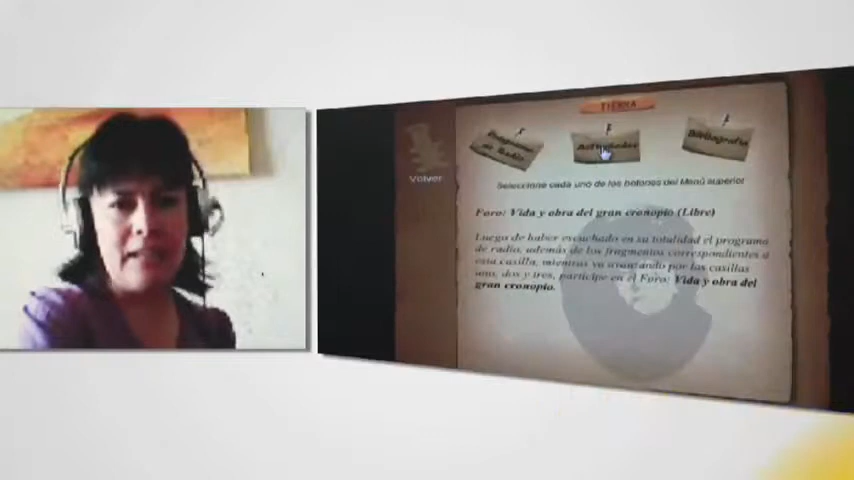 TIERRA
Programa de Radio
Actividades
Bibliografía
Volver
Seleccione cada uno de los botones del Menú superior
Foro: Vida y obra del gran cronopio (Libre)
Luego de haber escuchado en su totalidad el programa
de radio, además de los fragmentos correspondientes a
esta casilla, mientras va avanzando por las casillas
uno, dos y tres, participe en el Foro: Vida y obra del
gran cronopio.